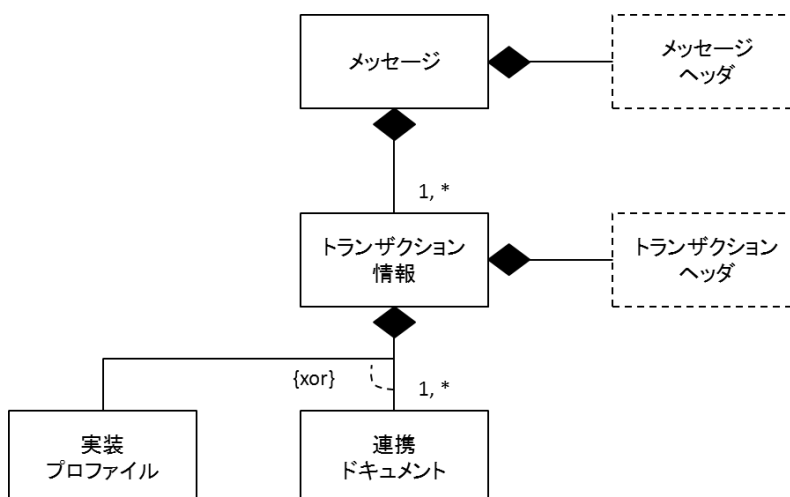 メッセージ
メッセージ
ヘッダ
1, *
トランザクション
情報
トランザクション
ヘッダ
{xor}
1, *
実装
プロファイル
連携
ドキュメント